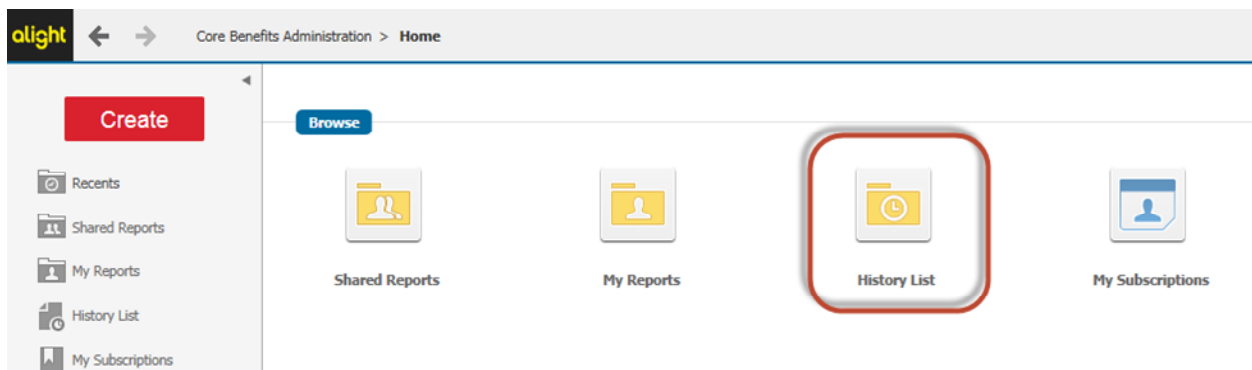 alight
Core Benefits Administration > Home
Create
Recents
Shared Reports
My Reports
History List
My Subscriptions
Browse
Shared Reports
My Reports
History List
My Subscriptions